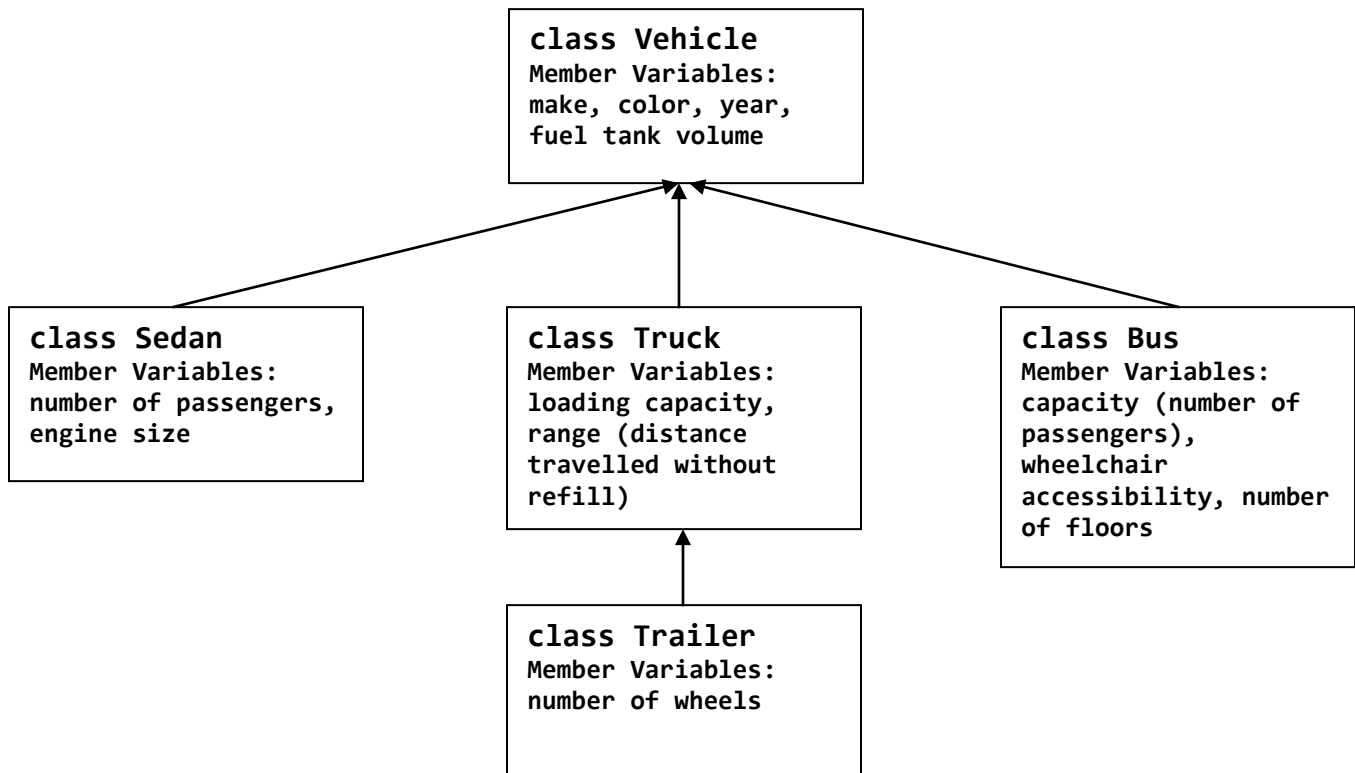 class Vehicle
Member Variables:
make, color, year,
fuel tank volume
class Sedan
Member Variables:
number of passengers,
engine size
class Truck
Member Variables:
loading capacity,
range (distance
travelled without
refill)
class Bus
Member Variables:
capacity (number of
passengers),
wheelchair
accessibility, number
of floors
class Trailer
Member Variables:
number of wheels